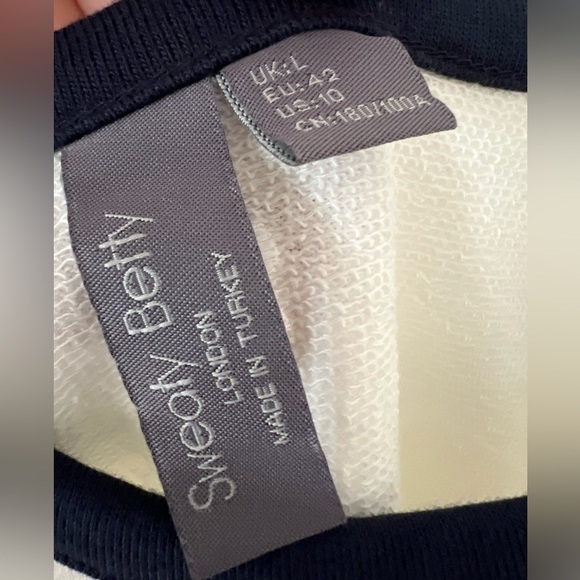 Sweaty Betty
LONDON
MADE IN TURKEY
UK:L
EU:42
US:10
CN:180/100A